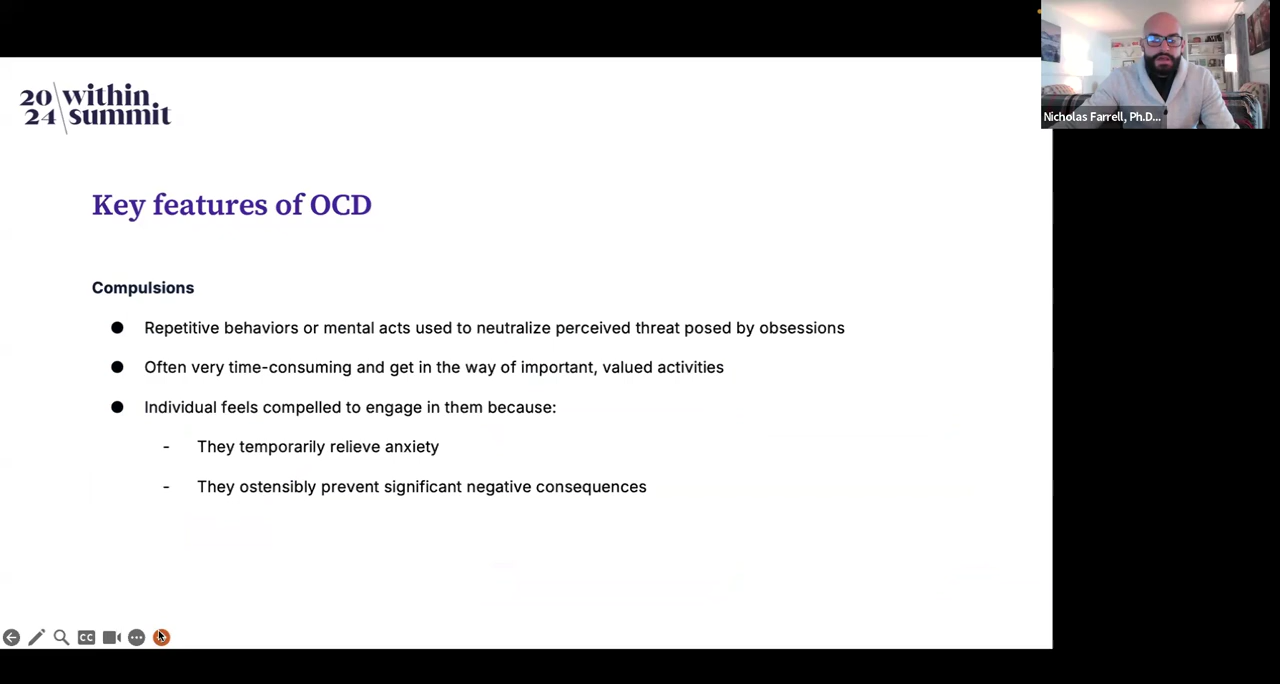 20 within
24 summit
Nicholas Farrell, Ph.D...
Key features of OCD
Compulsions
● Repetitive behaviors or mental acts used to neutralize perceived threat posed by obsessions
● Often very time-consuming and get in the way of important, valued activities
● Individual feels compelled to engage in them because:
- They temporarily relieve anxiety
- They ostensibly prevent significant negative consequences
CC